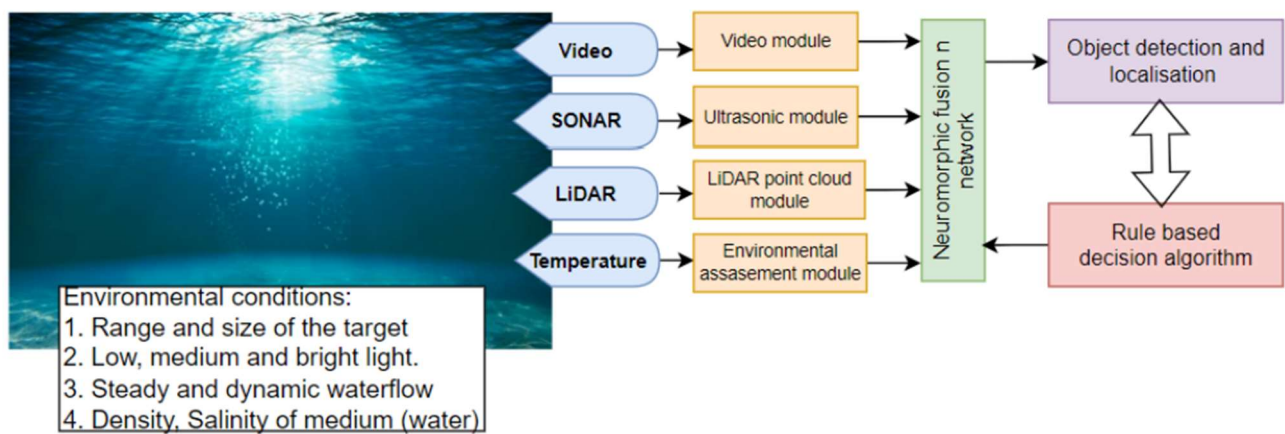 Video
SONAR
LiDAR
Temperature
Video module
Ultrasonic module
LiDAR point cloud
module
Environmental
assasement module
Neuromorphic fusion n
network
Object detection and
localisation
Rule based
decision algorithm
Environmental conditions:
1. Range and size of the target
2. Low, medium and bright light.
3. Steady and dynamic waterflow
4. Density, Salinity of medium (water)